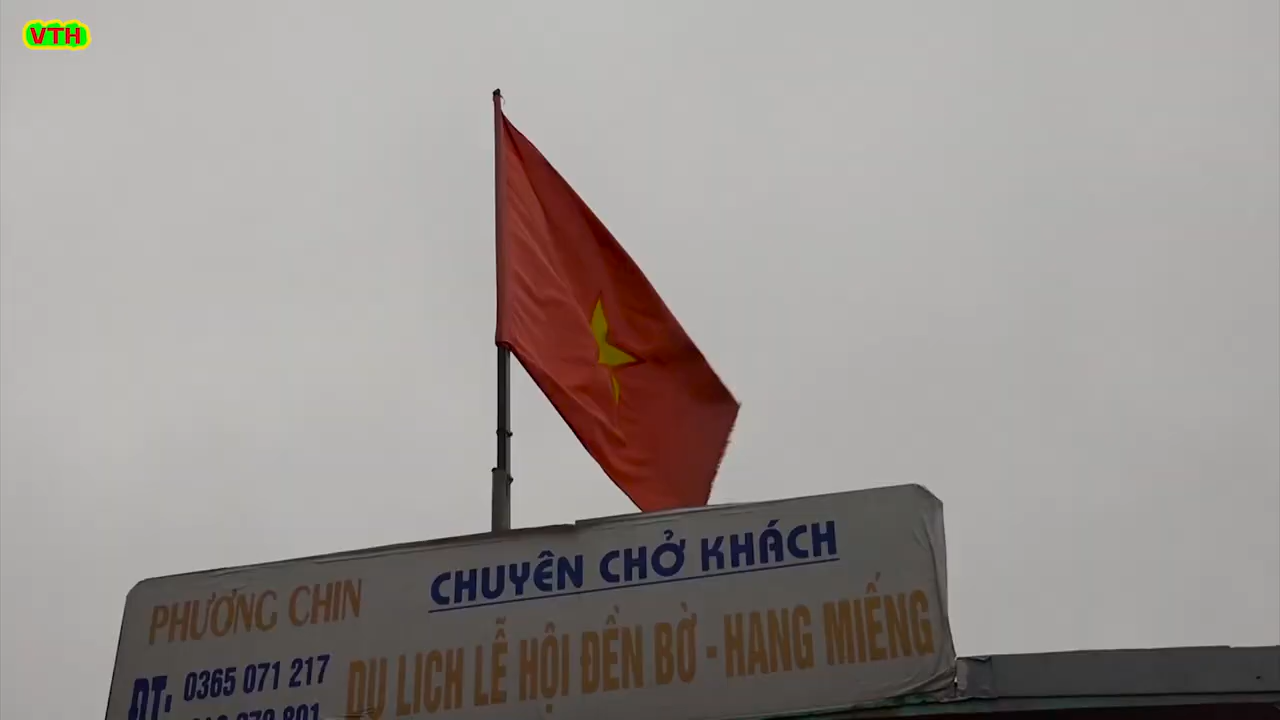 VTH
PHƯƠNG CHIN
CHUYÊN CHỞ KHÁCH
ĐT: 0365 071 217
DU LỊCH LỄ HỘI ĐỀN BỜ - HANG MIẾNG